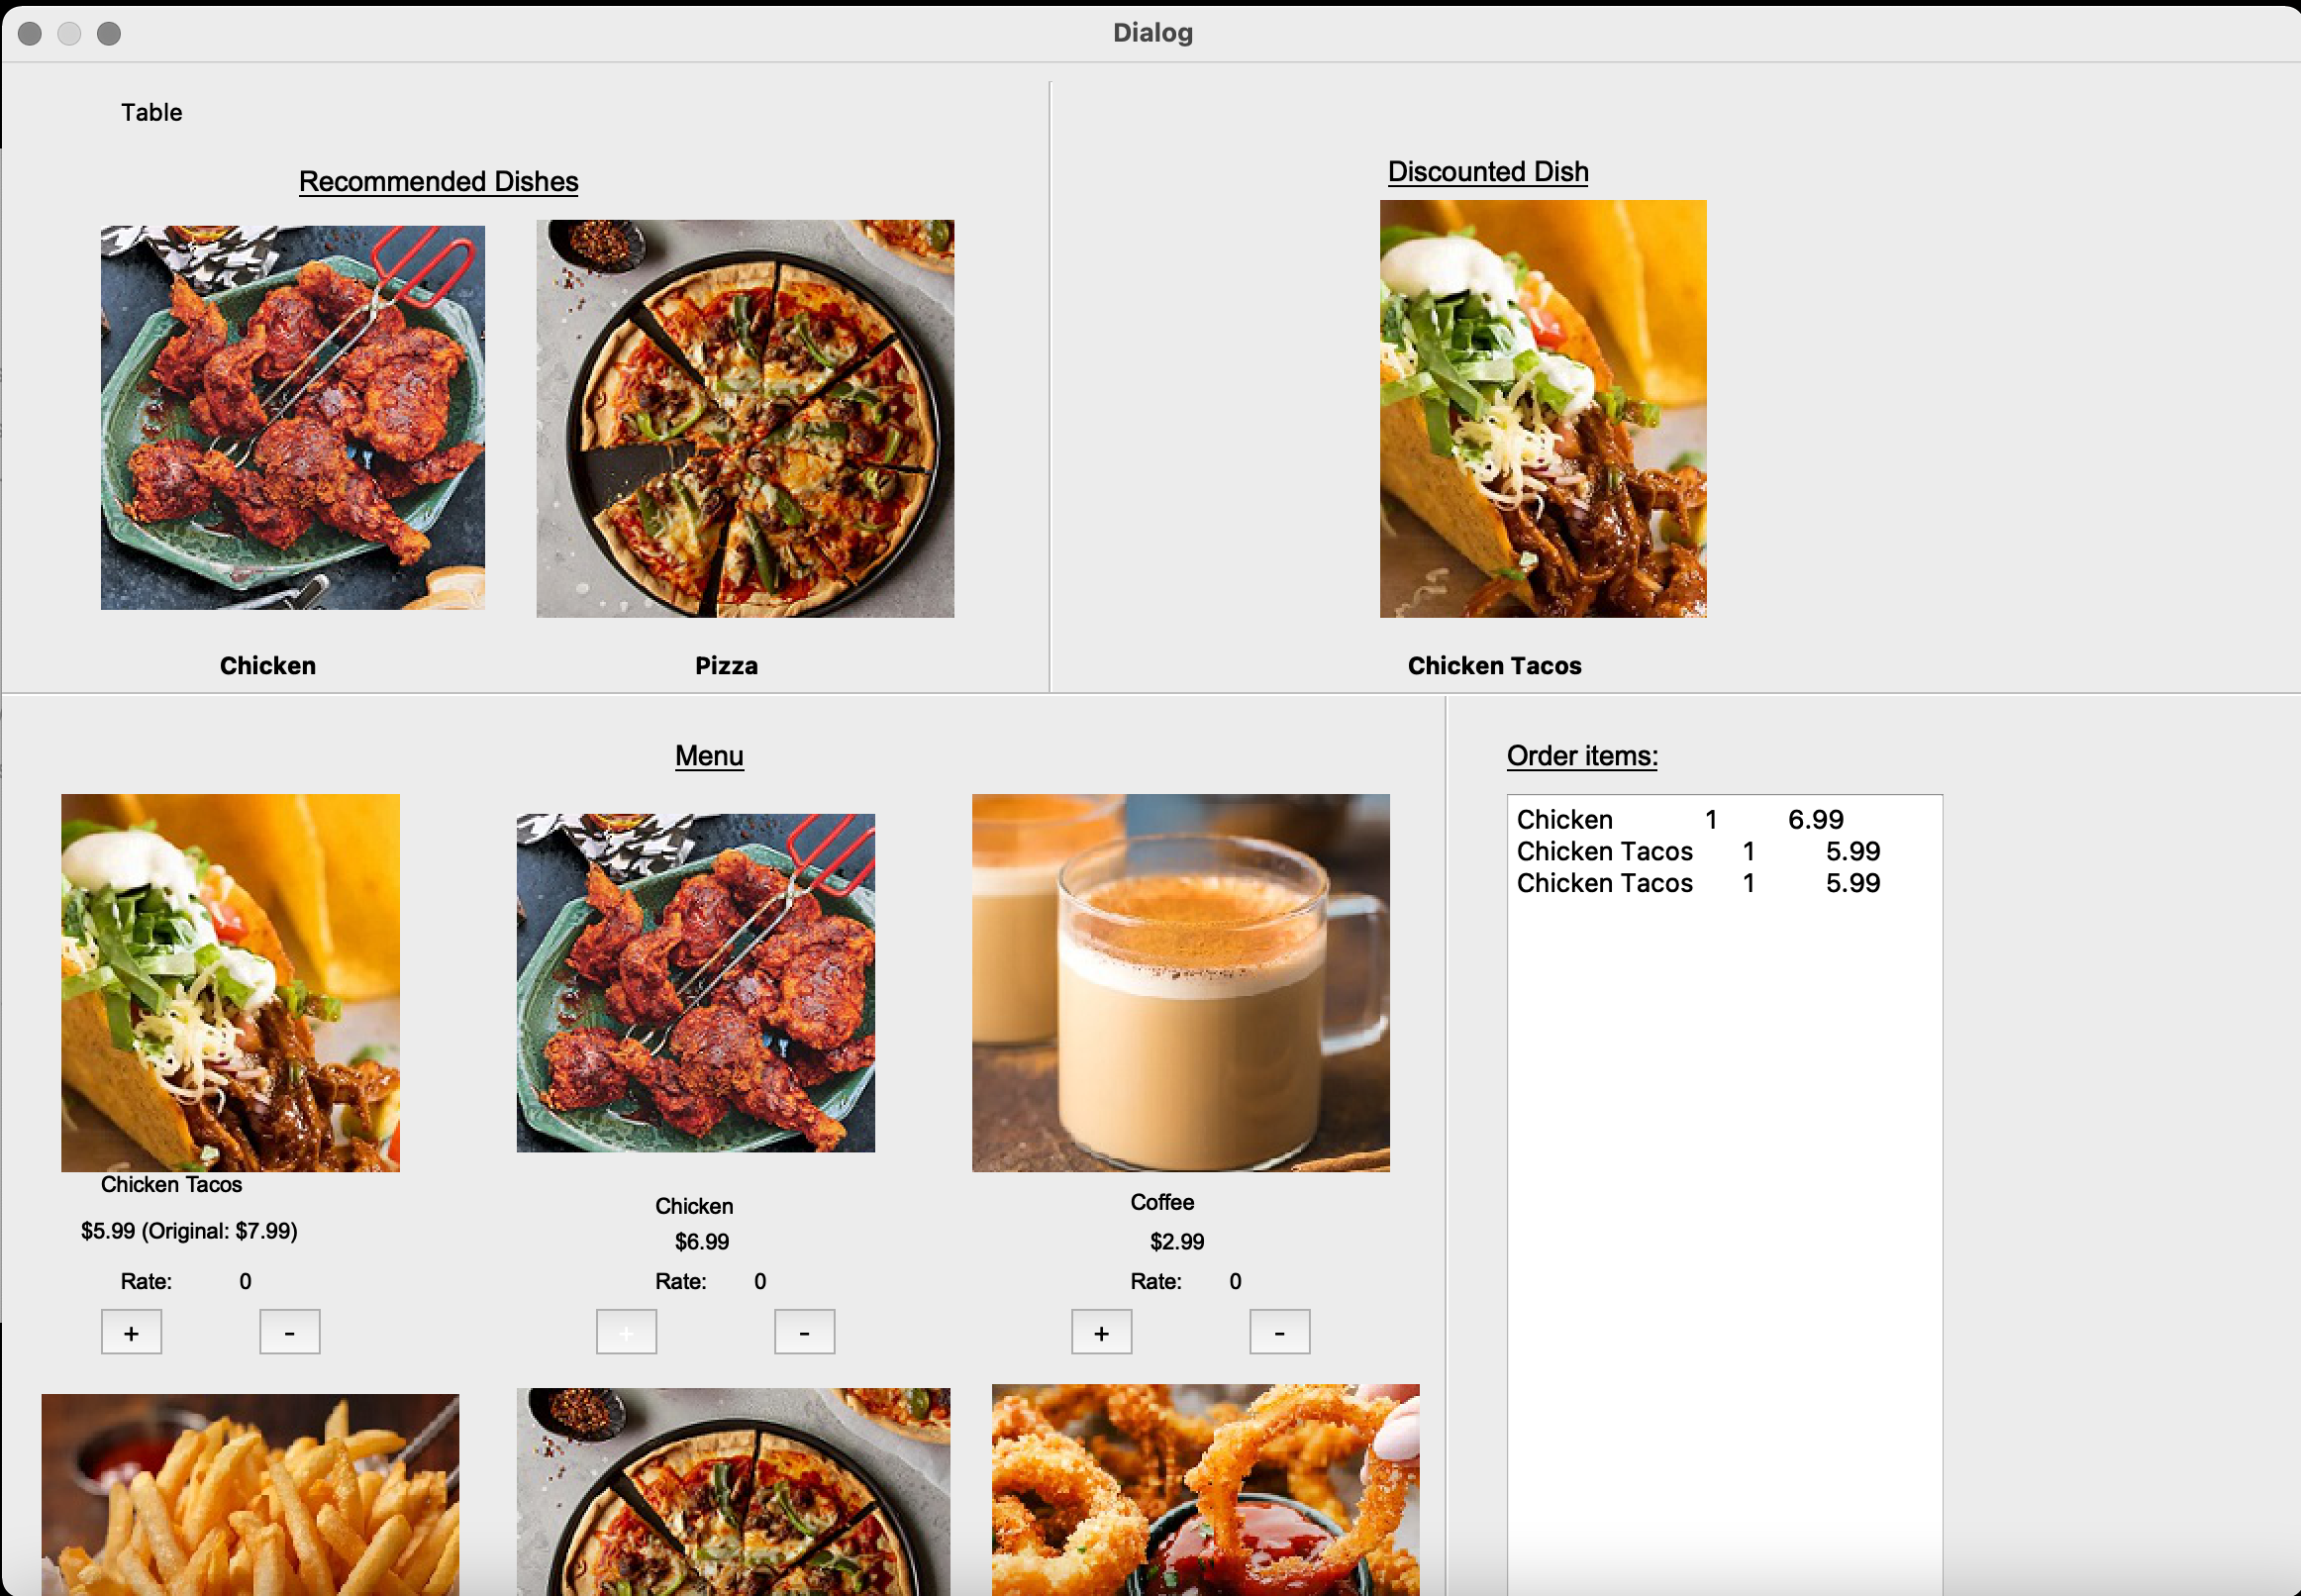 Dialog
Table
Recommended Dishes
Discounted Dish
Chicken
Pizza
Chicken Tacos
Menu
Order items:
Chicken 1 6.99
Chicken Tacos 1 5.99
Chicken Tacos 1 5.99
Chicken Tacos
$5.99 (Original: $7.99)
Rate: 0
+ -
Chicken
$6.99
Rate: 0
+ -
Coffee
$2.99
Rate: 0
+ -